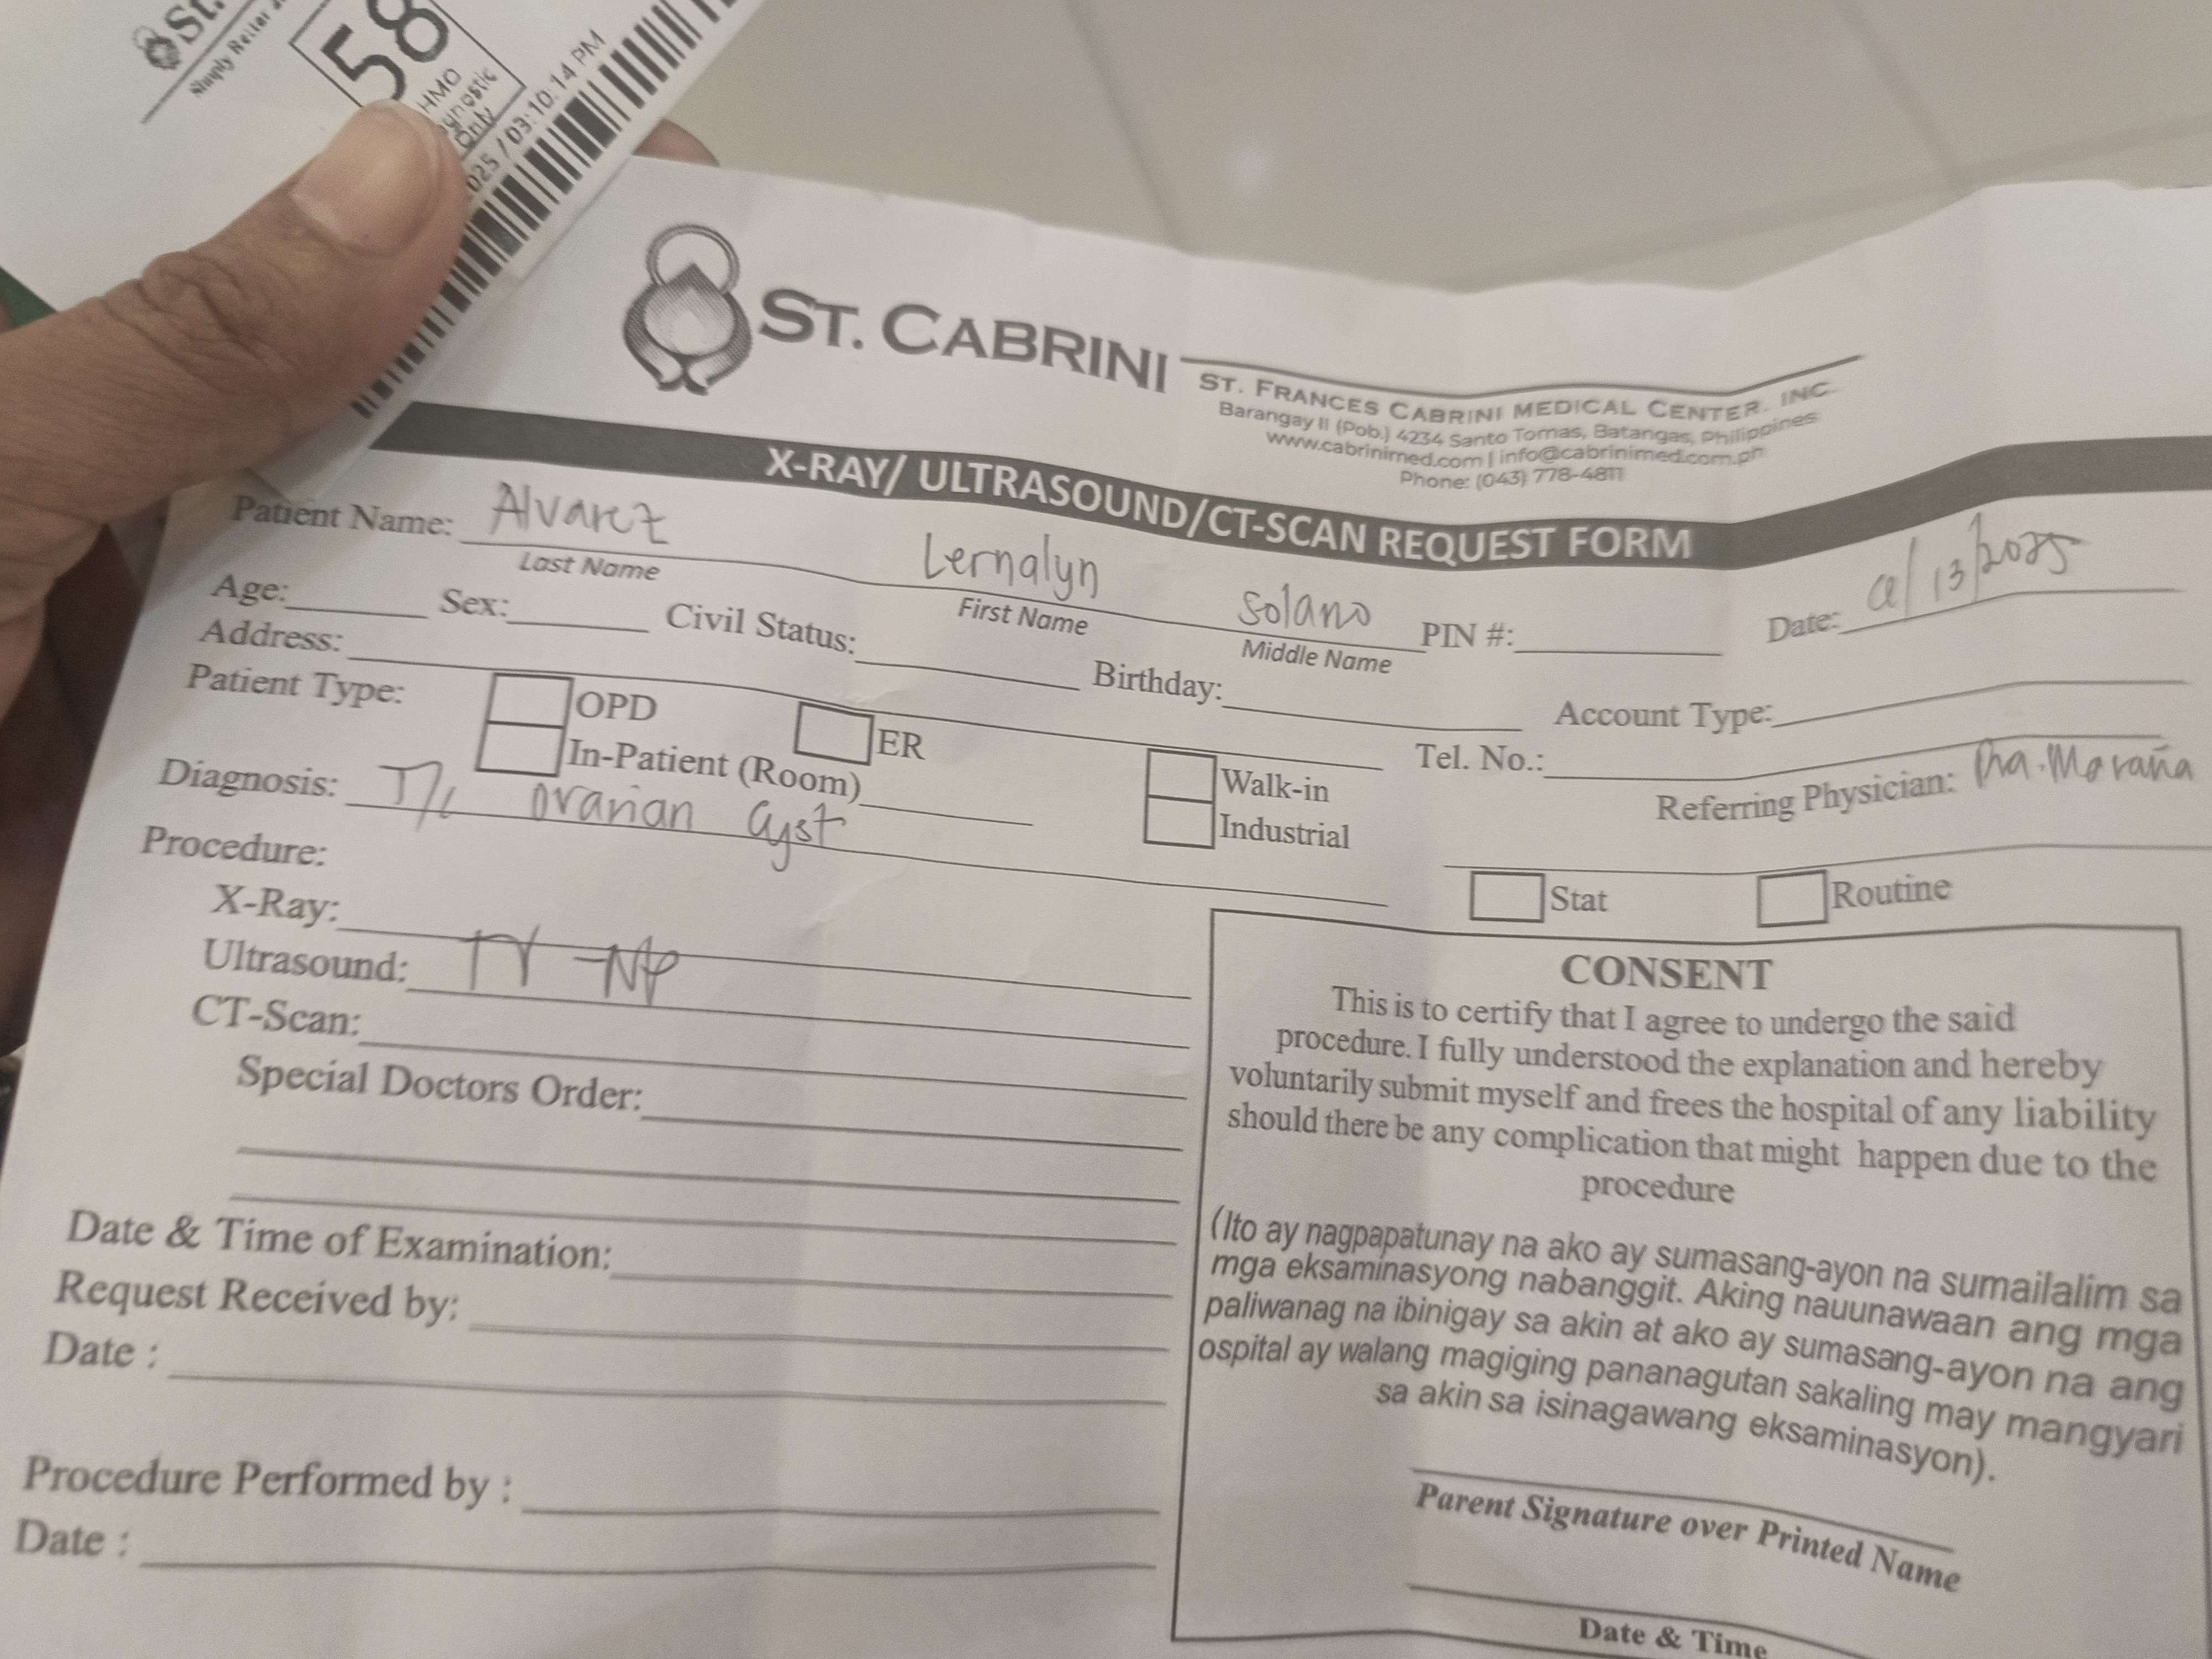 St.
Simply Better
58
HMO
Only
025 / 03:10:14 PM
ST. CABRINI
ST. FRANCES CABRINI MEDICAL CENTER, INC.
Barangay II (Pob.) 4234 Santo Tomas, Batangas, Philippines
www.cabrinimed.com | info@cabrinimed.com.ph
Phone: (043) 778-4811
X-RAY/ ULTRASOUND/CT-SCAN REQUEST FORM
Patient Name: Alvarez Lernalyn Solano PIN #: Date: /13/2025
Last Name First Name Middle Name
Age: Sex: Civil Status: Birthday: Account Type:
Address: Tel. No.:
Patient Type: OPD ER Walk-in Referring Physician: Dra. Maraña
In-Patient (Room) Industrial
Diagnosis: T/c ovarian cyst
Stat Routine
Procedure:
X-Ray:
Ultrasound: TV
CT-Scan:
Special Doctors Order:
Date & Time of Examination:
Request Received by:
Date :
Procedure Performed by :
Date :
CONSENT
This is to certify that I agree to undergo the said
procedure. I fully understood the explanation and hereby
voluntarily submit myself and frees the hospital of any liability
should there be any complication that might happen due to the
procedure
(Ito ay nagpapatunay na ako ay sumasang-ayon na sumailalim sa
mga eksaminasyong nabanggit. Aking nauunawaan ang mga
paliwanag na ibinigay sa akin at ako ay sumasang-ayon na ang
ospital ay walang magiging pananagutan sakaling may mangyari
sa akin sa isinagawang eksaminasyon).
Parent Signature over Printed Name
Date & Time